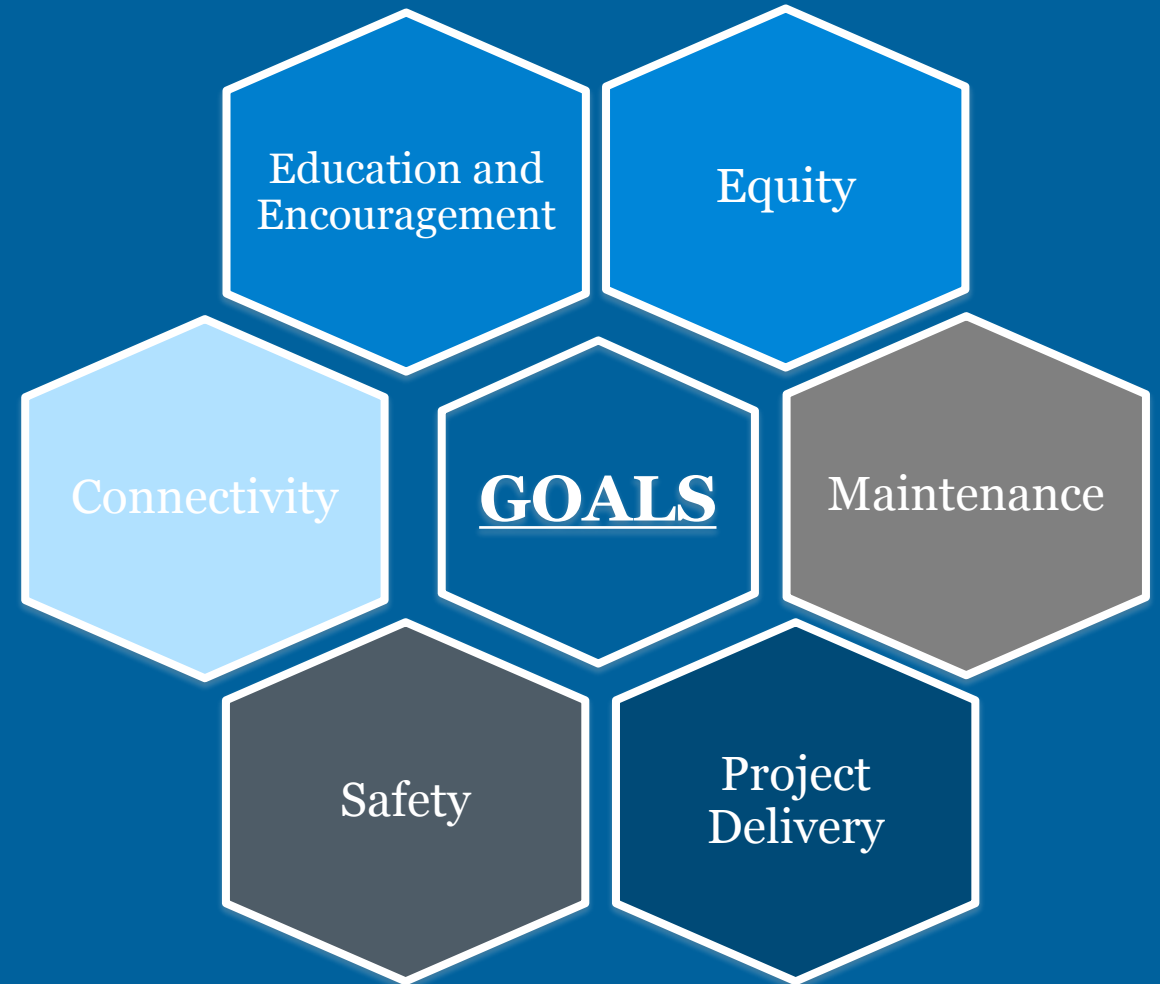 Education and
Encouragement
Equity
Connectivity
GOALS
Maintenance
Safety
Project
Delivery